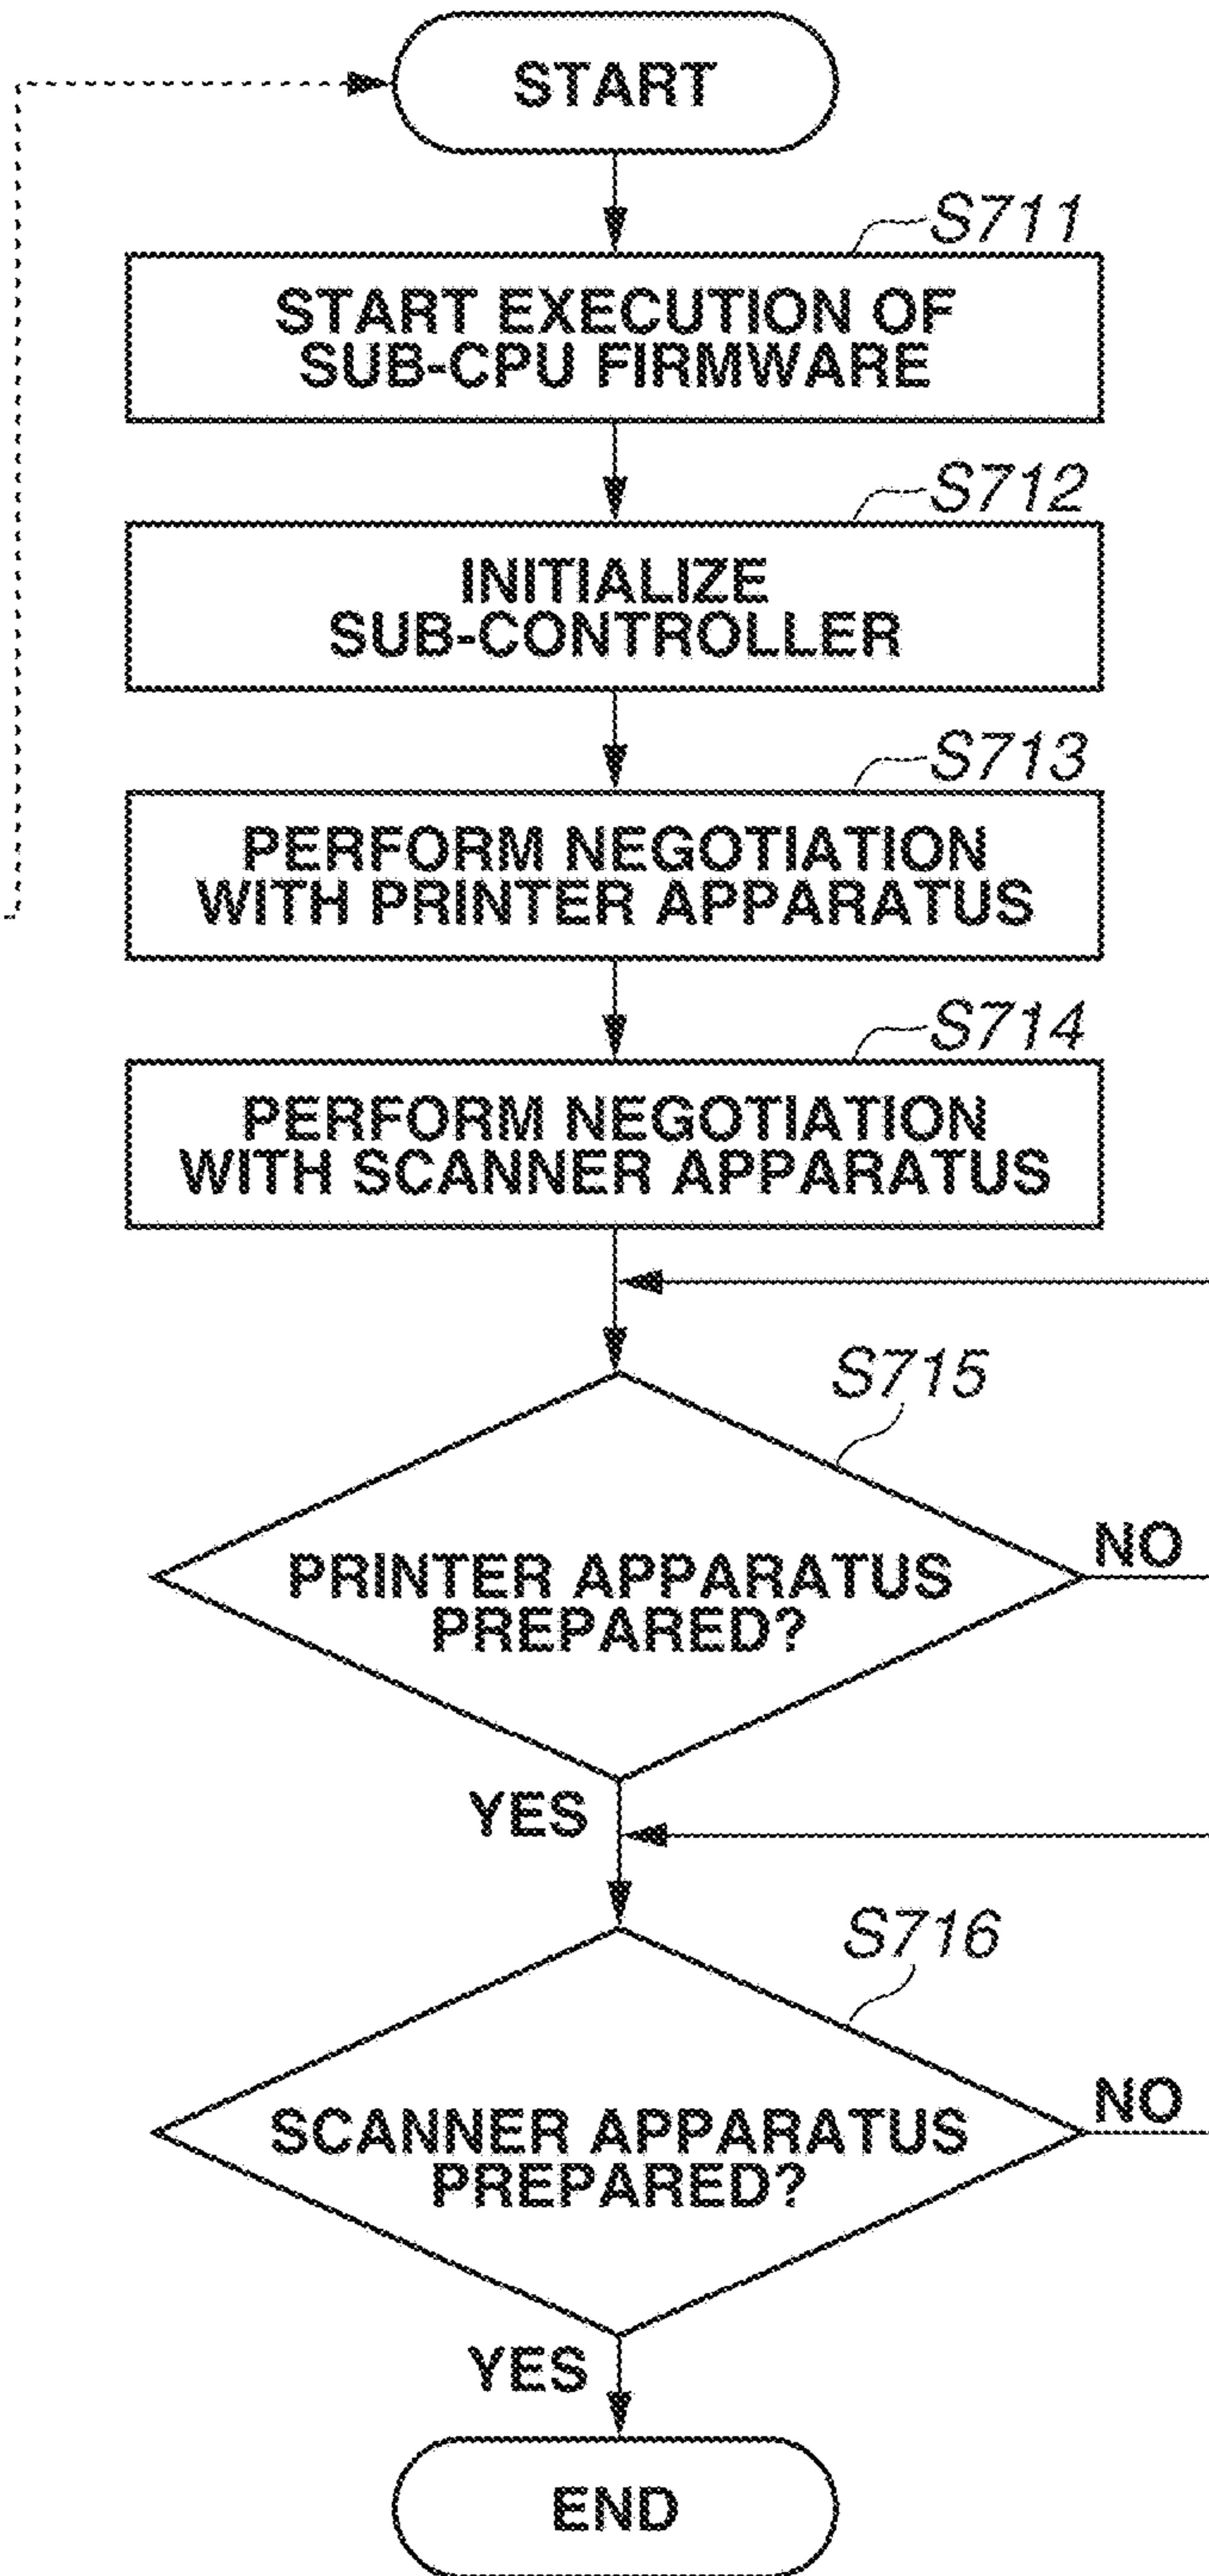 START
S711
START EXECUTION OF
SUB-CPU FIRMWARE
S712
INITIALIZE
SUB-CONTROLLER
S713
PERFORM NEGOTIATION
WITH PRINTER APPARATUS
S714
PERFORM NEGOTIATION
WITH SCANNER APPARATUS
S715
PRINTER APPARATUS
PREPARED?
NO
YES
S716
SCANNER APPARATUS
PREPARED?
NO
YES
END